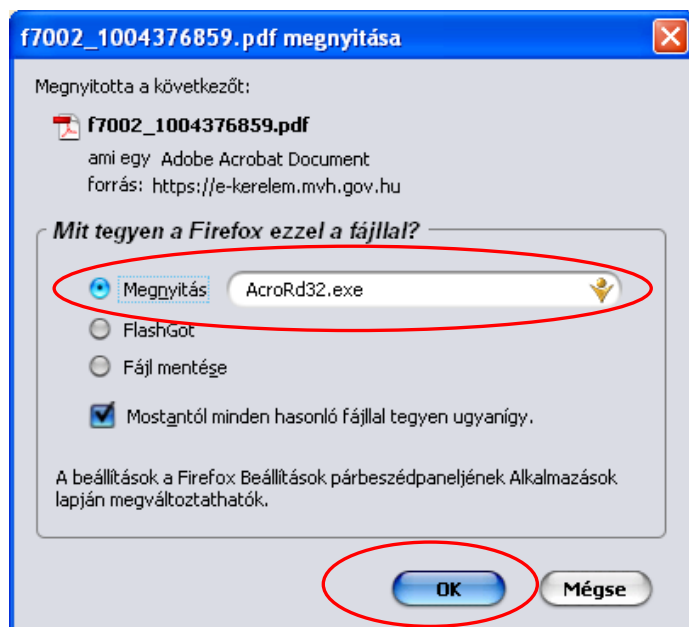 f7002_1004376859.pdf megnyitása
Megnyitotta a következőt:
f7002_1004376859.pdf
ami egy Adobe Acrobat Document
forrás: https://e-kerelem.mvh.gov.hu
Mit tegyen a Firefox ezzel a fájllal?
Megnyitás AcroRd32.exe
FlashGot
Fájl mentése
Mostantól minden hasonló fájllal tegyen ugyanígy.
A beállítások a Firefox Beállítások párbeszédpaneljének Alkalmazások
lapján megváltoztathatók.
OK Mégse